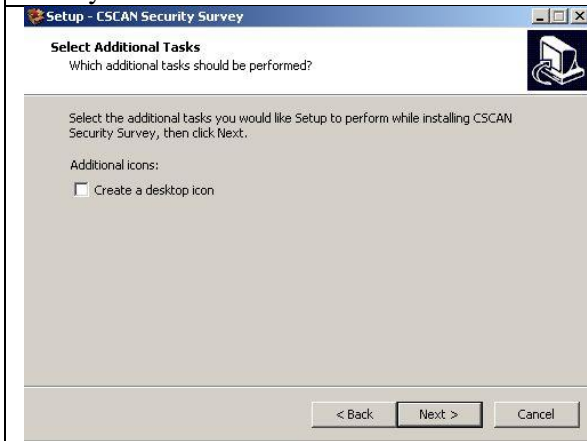 Setup - CSCAN Security Survey
Select Additional Tasks
Which additional tasks should be performed?
Select the additional tasks you would like Setup to perform while installing CSCAN
Security Survey, then click Next.
Additional icons:
Create a desktop icon
< Back
Next >
Cancel